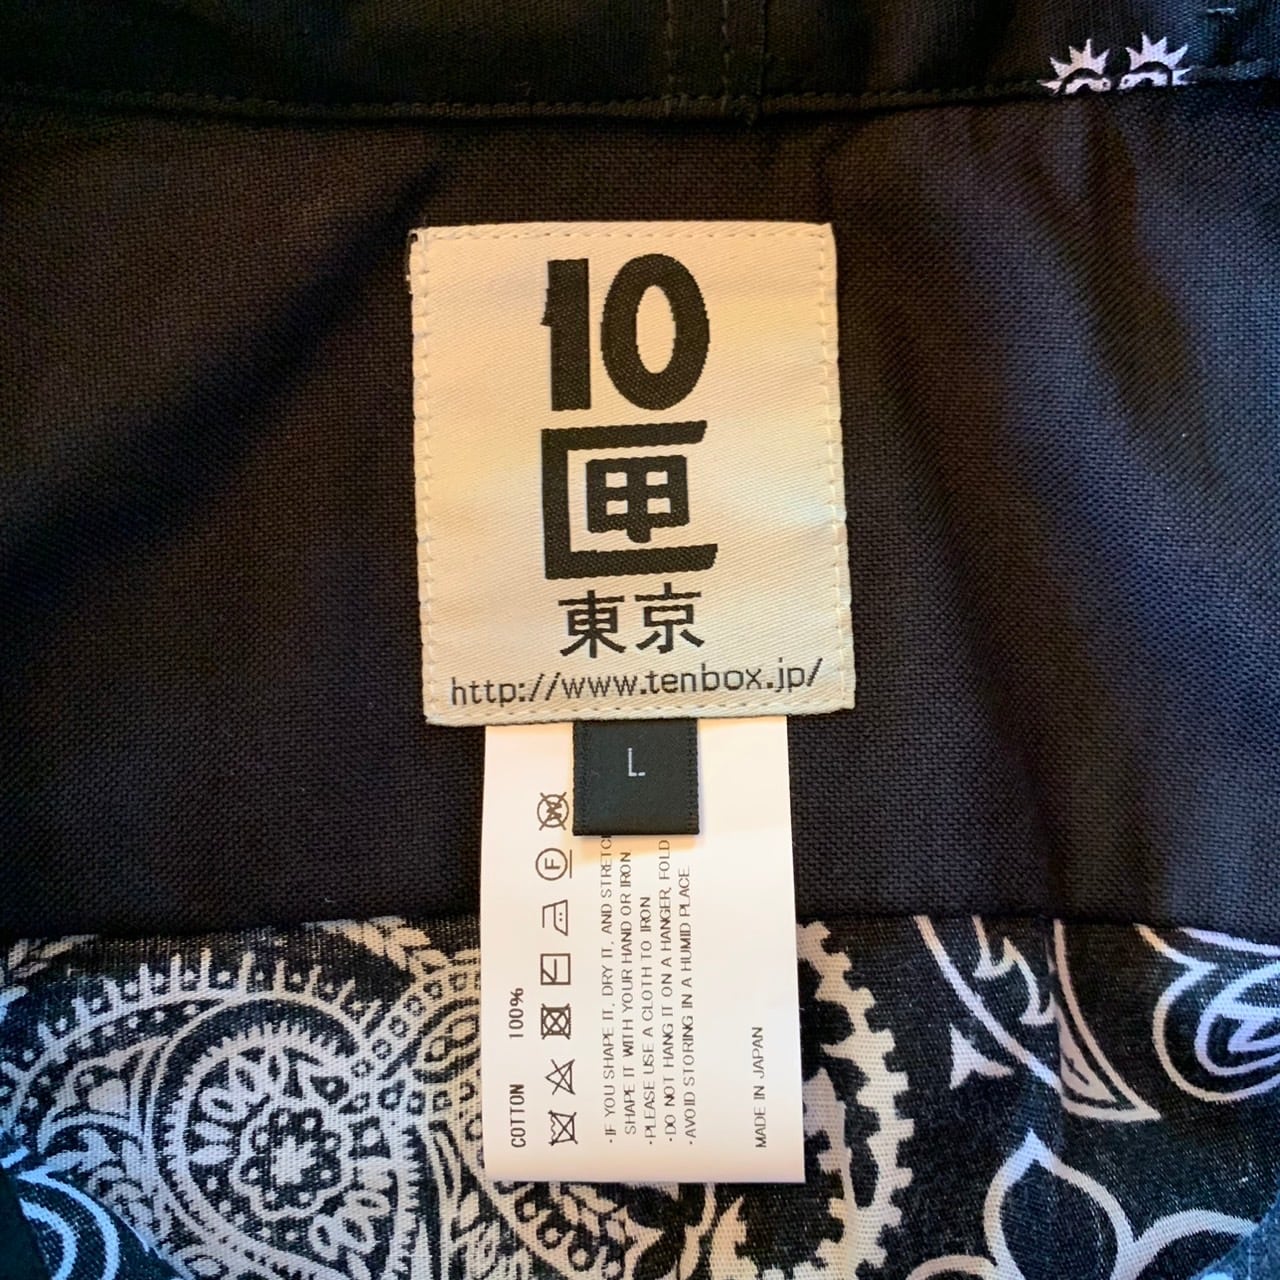 10
匣
東京
http://www.tenbox.jp/
L
COTTON 100%
W
F
·IF YOU SHAPE IT, DRY IT, AND
SHAPE IT WITH YOUR HAND OR IRON
·PLEASE USE A CLOTH TO IRON
·DO NOT HANG IT ON A HANGER, FOLD
·AVOID STORING IN A HUMID PLACE
MADE IN JAPAN